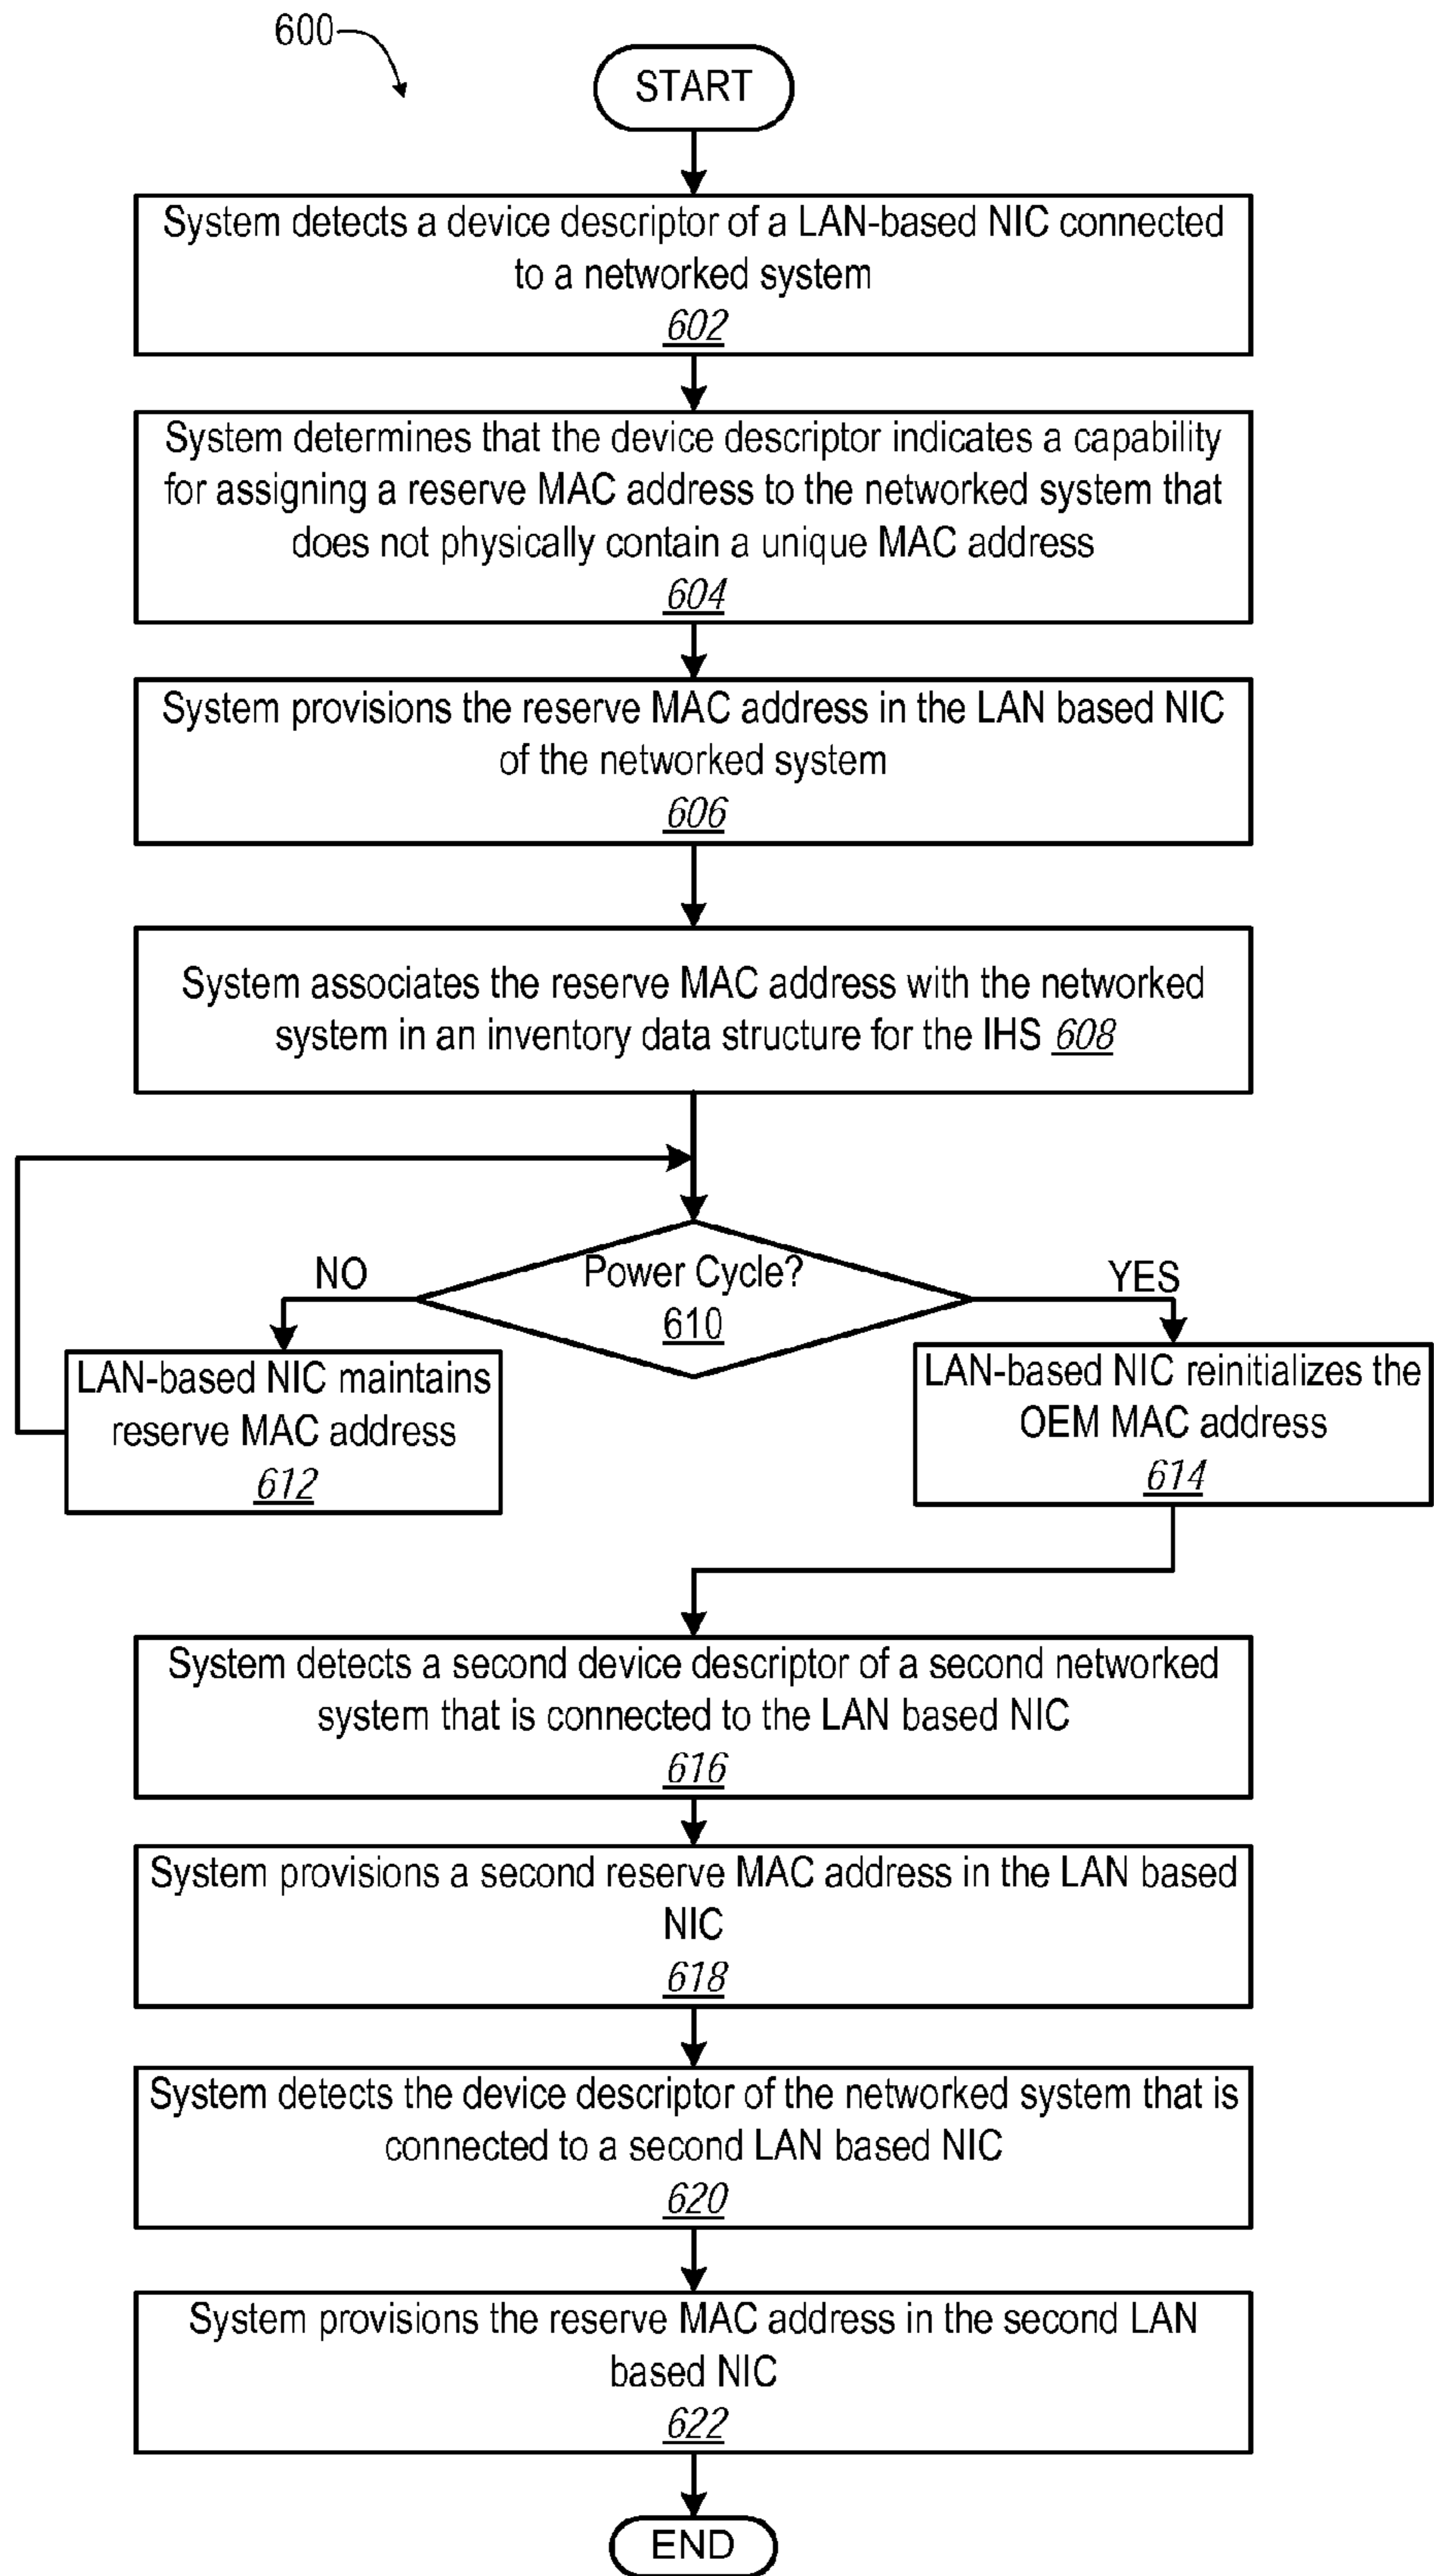 600
START
System detects a device descriptor of a LAN-based NIC connected
to a networked system
602
System determines that the device descriptor indicates a capability
for assigning a reserve MAC address to the networked system that
does not physically contain a unique MAC address
604
System provisions the reserve MAC address in the LAN based NIC
of the networked system
606
System associates the reserve MAC address with the networked
system in an inventory data structure for the IHS 608
Power Cycle?
610
NO
YES
LAN-based NIC maintains
reserve MAC address
612
LAN-based NIC reinitializes the
OEM MAC address
614
System detects a second device descriptor of a second networked
system that is connected to the LAN based NIC
616
System provisions a second reserve MAC address in the LAN based
NIC
618
System detects the device descriptor of the networked system that is
connected to a second LAN based NIC
620
System provisions the reserve MAC address in the second LAN
based NIC
622
END